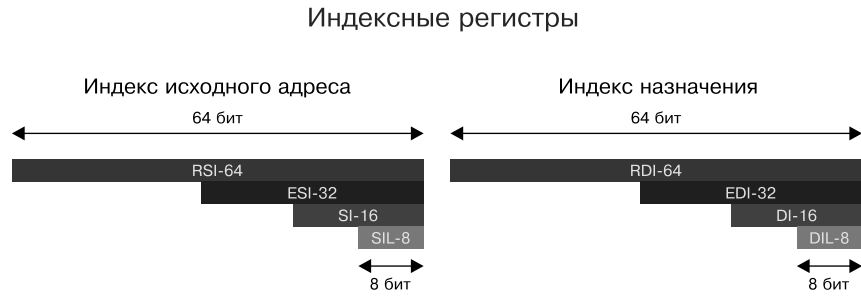 Индексные регистры
Индекс исходного адреса
64 бит
RSI-64
ESI-32
SI-16
SIL-8
8 бит
Индекс назначения
64 бит
RDI-64
EDI-32
DI-16
DIL-8
8 бит